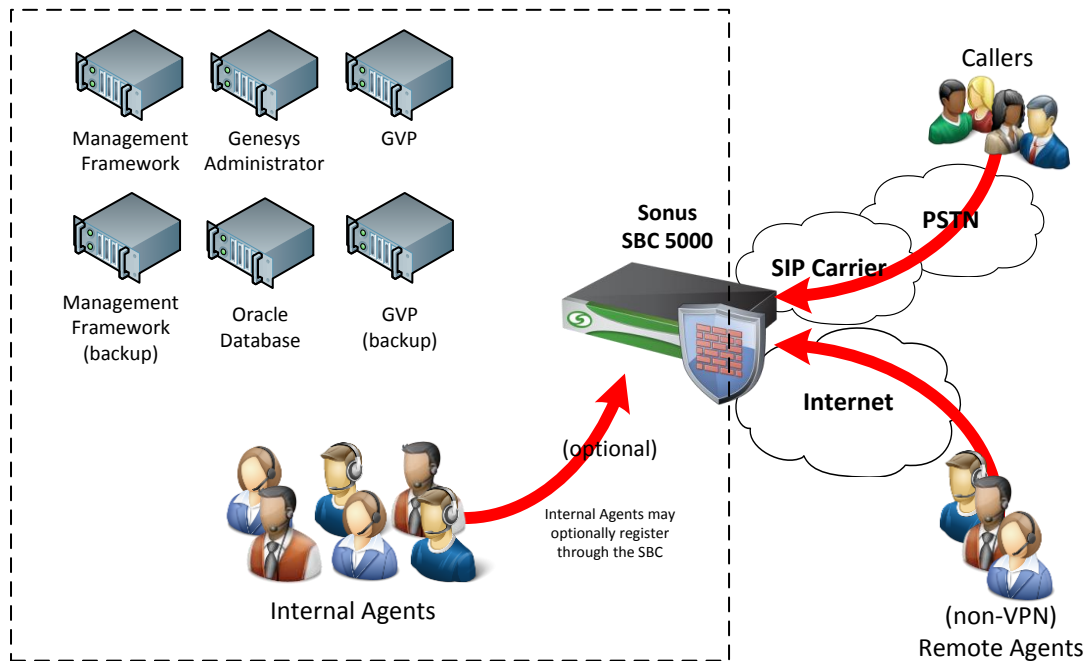 Management
Framework
Genesys
Administrator
GVP
Management
Framework
(backup)
Oracle
Database
GVP
(backup)
Sonus
SBC 5000
Callers
PSTN
SIP Carrier
Internet
(optional)
Internal Agents may
optionally register
through the SBC
Internal Agents
(non-VPN)
Remote Agents